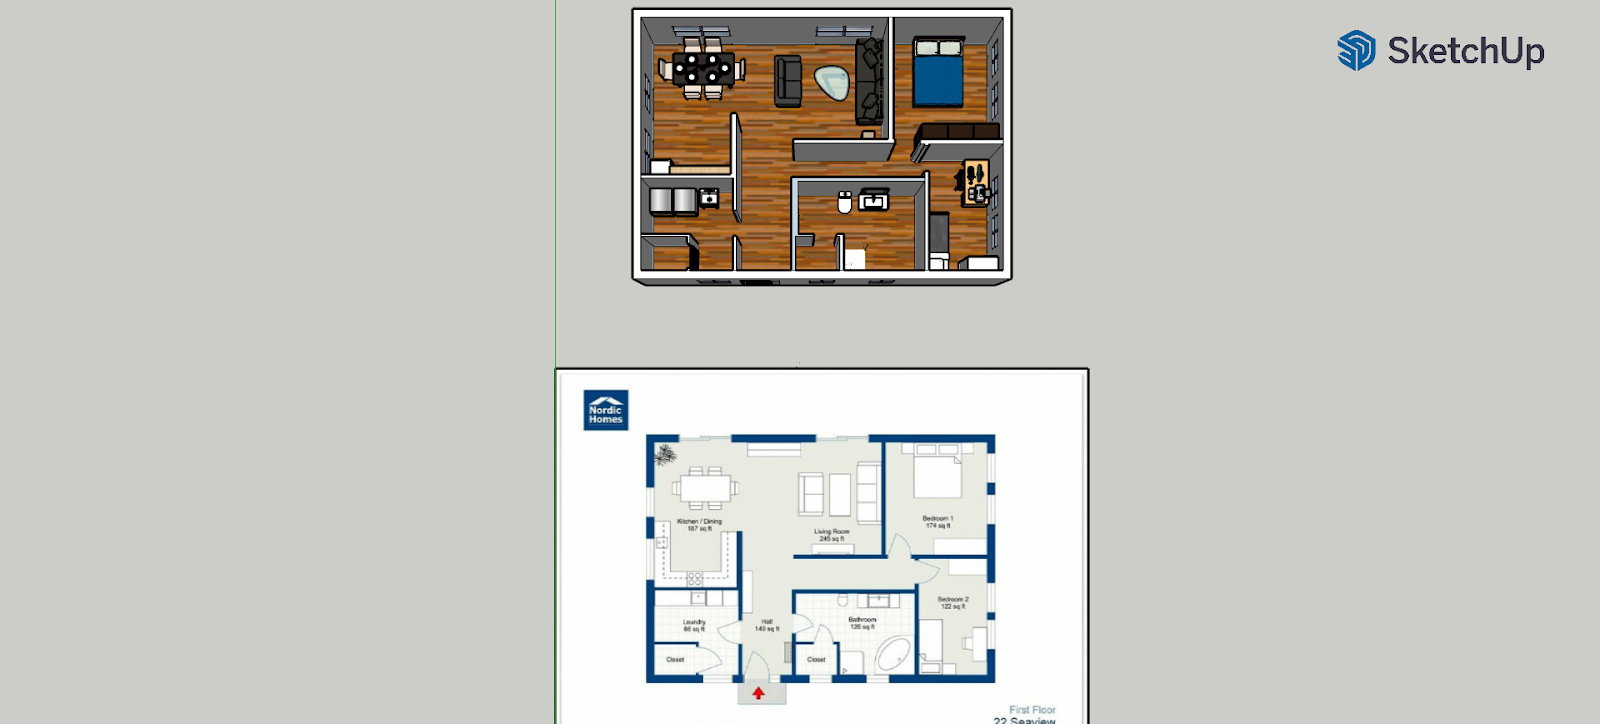 SketchUp
Nordic
Homes
Kitchen / Dining
187 sq ft
Living Room
245 sq ft
Bedroom 1
174 sq ft
Bedroom 2
122 sq ft
Laundry
86 sq ft
Hall
149 sq ft
Bathroom
126 sq ft
Closet
Closet
First Floor
22 Seaview